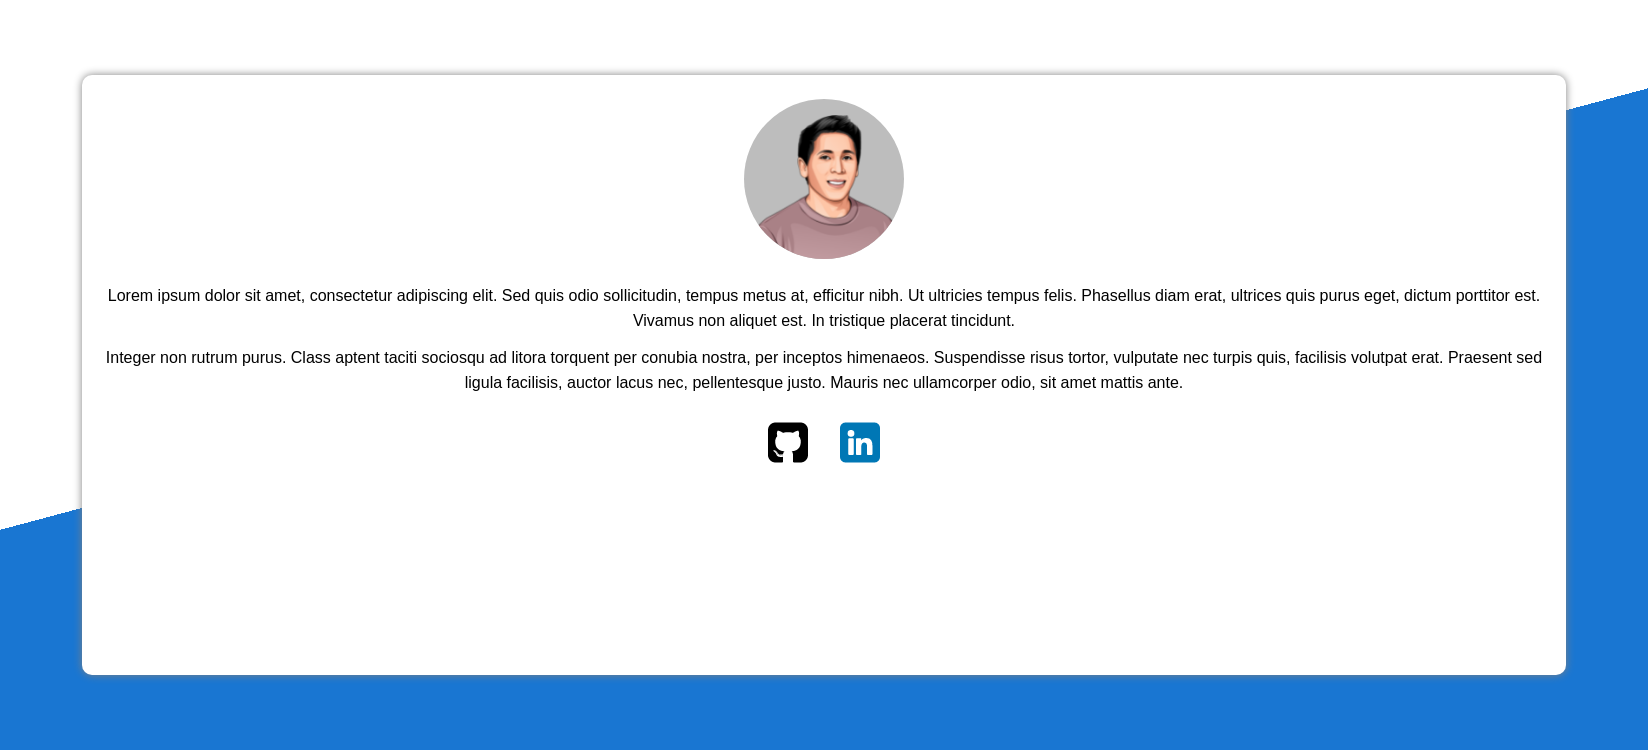 Lorem ipsum dolor sit amet, consectetur adipiscing elit. Sed quis odio sollicitudin, tempus metus at, efficitur nibh. Ut ultricies tempus felis. Phasellus diam erat, ultrices quis purus eget, dictum porttitor est.
Vivamus non aliquet est. In tristique placerat tincidunt.
Integer non rutrum purus. Class aptent taciti sociosqu ad litora torquent per conubia nostra, per inceptos himenaeos. Suspendisse risus tortor, vulputate nec turpis quis, facilisis volutpat erat. Praesent sed
ligula facilisis, auctor lacus nec, pellentesque justo. Mauris nec ullamcorper odio, sit amet mattis ante.
in